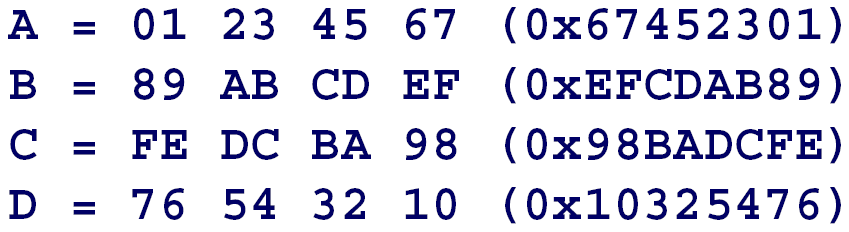 A = 01 23 45 67 (0x67452301)
B = 89 AB CD EF (0xEFCDAB89)
C = FE DC BA 98 (0x98BADCFE)
D = 76 54 32 10 (0x10325476)